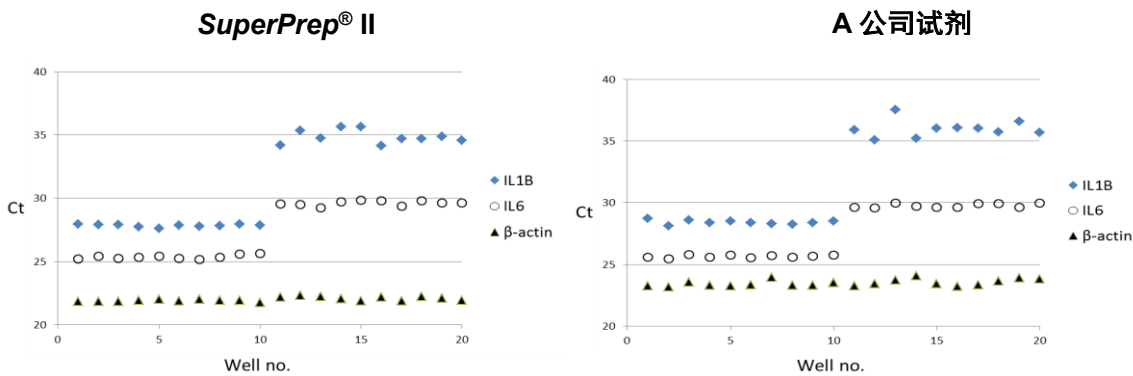 SuperPrep® II
A 公司试剂
40
35
30
25
20
Ct
0
5
10
15
20
Well no.
IL1B
IL6
β-actin
40
35
30
25
20
Ct
0
5
10
15
20
Well no.
IL1B
IL6
β-actin